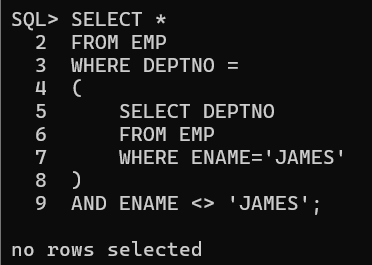 SQL> SELECT *
  2  FROM EMP
  3  WHERE DEPTNO =
  4  (
  5      SELECT DEPTNO
  6      FROM EMP
  7      WHERE ENAME='JAMES'
  8  )
  9  AND ENAME <> 'JAMES';

no rows selected